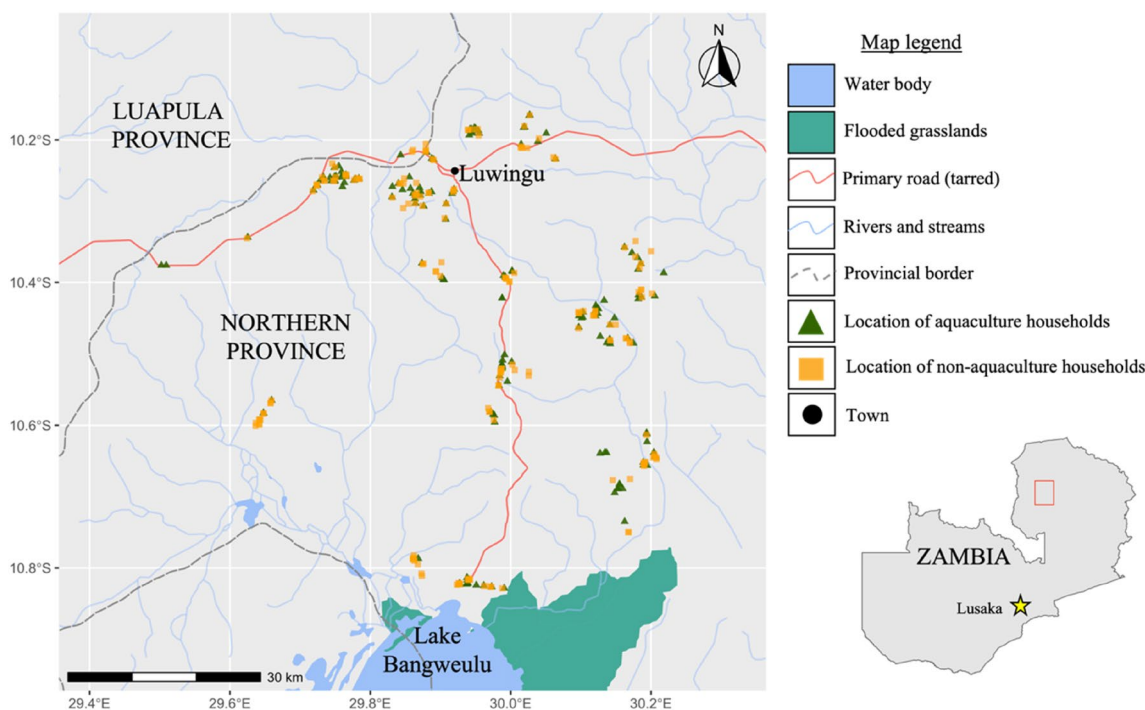 LUAPULA
PROVINCE
N
Luwingu
NORTHERN
PROVINCE
Lake
Bangweulu
30 km
10.2°S
10.4°S
10.6°S
10.8°S
29.4°E
29.6°E
29.8°E
30.0°E
30.2°E
Map legend
Water body
Flooded grasslands
Primary road (tarred)
Rivers and streams
Provincial border
Location of aquaculture households
Location of non-aquaculture households
Town
ZAMBIA
Lusaka